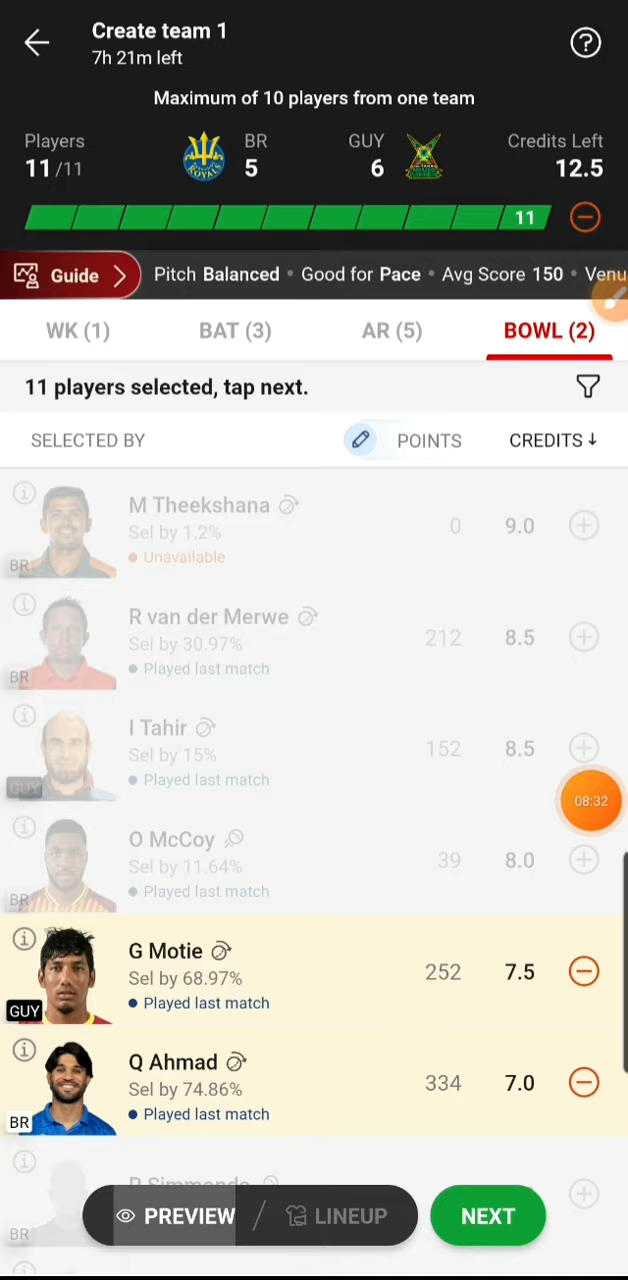 Create team 1
7h 21m left
Maximum of 10 players from one team
Players BR GUY Credits Left
11/11 5 6 12.5
ROYALS
11
Guide Pitch Balanced • Good for Pace • Avg Score 150 • Venu
WK (1) BAT (3) AR (5) BOWL (2)
11 players selected, tap next.
SELECTED BY POINTS CREDITS ↓
M Theekshana
Sel by 1.2% 0 9.0
Unavailable
BR
R van der Merwe
Sel by 30.97% 212 8.5
Played last match
BR
I Tahir
Sel by 15% 152 8.5
Played last match
GUY
08:32
O McCoy
Sel by 11.64% 39 8.0
Played last match
BR
G Motie
Sel by 68.97% 252 7.5
Played last match
GUY
Q Ahmad
Sel by 74.86% 334 7.0
Played last match
BR
PREVIEW / LINEUP NEXT
BR